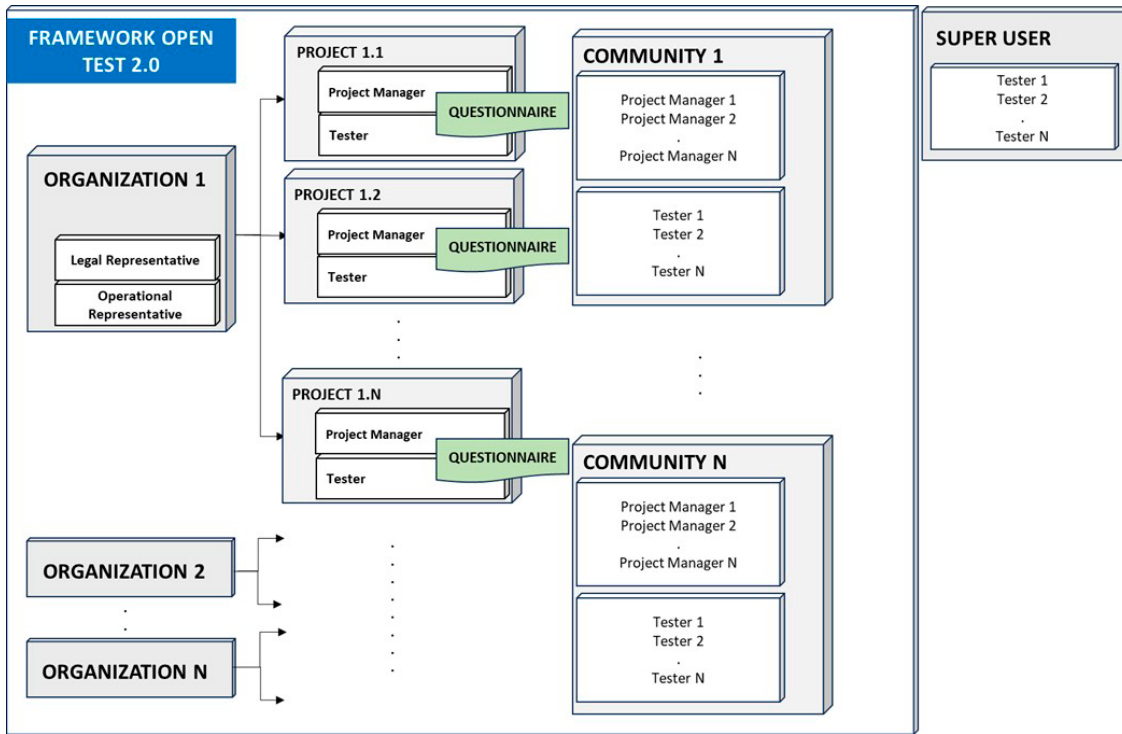 FRAMEWORK OPEN
TEST 2.0
ORGANIZATION 1
Legal Representative
Operational
Representative
PROJECT 1.1
Project Manager
Tester
QUESTIONNAIRE
PROJECT 1.2
Project Manager
Tester
QUESTIONNAIRE
.
.
.
PROJECT 1.N
Project Manager
Tester
QUESTIONNAIRE
COMMUNITY 1
Project Manager 1
Project Manager 2
.
Project Manager N
Tester 1
Tester 2
.
Tester N
.
.
.
COMMUNITY N
Project Manager 1
Project Manager 2
.
Project Manager N
Tester 1
Tester 2
.
Tester N
SUPER USER
Tester 1
Tester 2
.
Tester N
ORGANIZATION 2
.
.
ORGANIZATION N